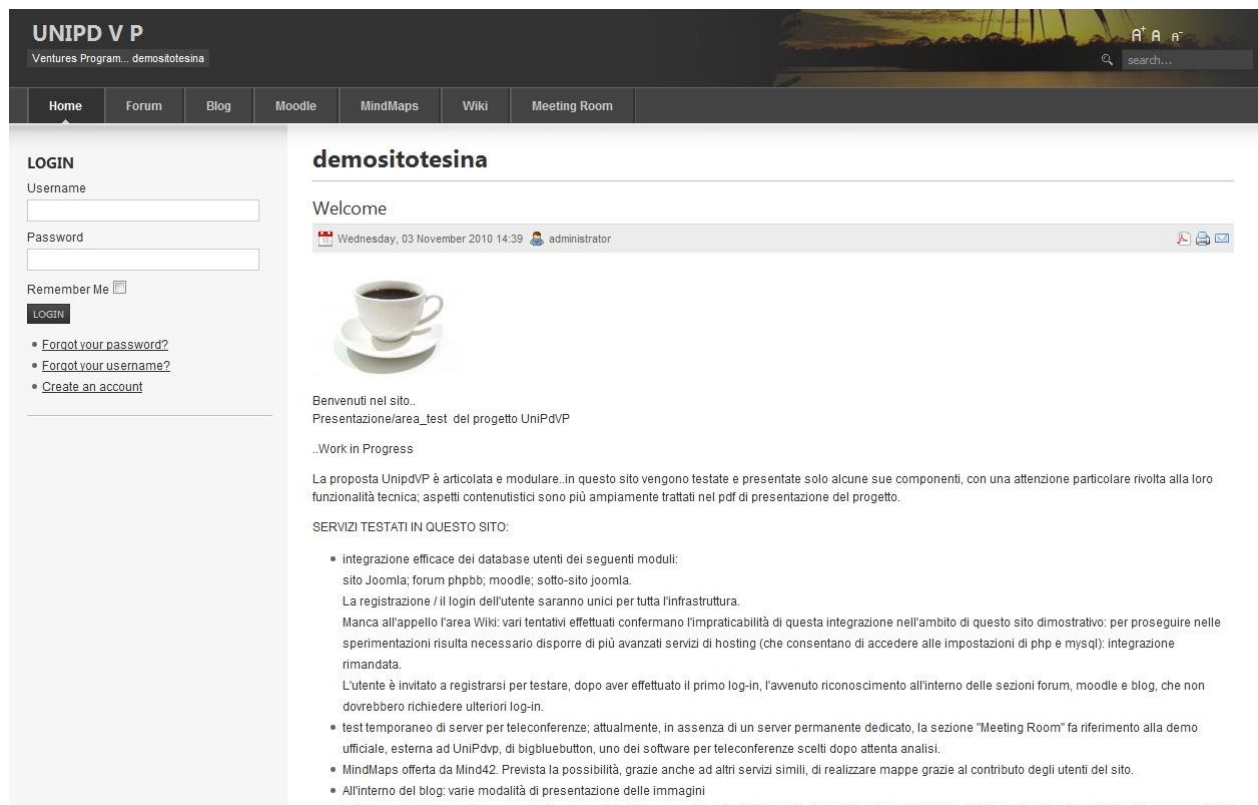 UNIPD V P
Ventures Program... demositotesina
A+ A A-
search...
Home Forum Blog Moodle MindMaps Wiki Meeting Room
LOGIN
Username
Password
Remember Me
LOGIN
Forgot your password?
Forgot your username?
Create an account
demositotesina
Welcome
Wednesday, 03 November 2010 14:39 administrator
Benvenuti nel sito..
Presentazione/area_test del progetto UniPdVP
..Work in Progress
La proposta UnipdVP è articolata e modulare..in questo sito vengono testate e presentate solo alcune sue componenti, con una attenzione particolare rivolta alla loro
funzionalità tecnica; aspetti contenutistici sono più ampiamente trattati nel pdf di presentazione del progetto.
SERVIZI TESTATI IN QUESTO SITO:
integrazione efficace dei database utenti dei seguenti moduli:
sito Joomla; forum phpbb; moodle; sotto-sito joomla.
La registrazione / il login dell'utente saranno unici per tutta l'infrastruttura.
Manca all'appello l'area Wiki: vari tentativi effettuati confermano l'impraticabilità di questa integrazione nell'ambito di questo sito dimostrativo: per proseguire nelle
sperimentazioni risulta necessario disporre di più avanzati servizi di hosting (che consentano di accedere alle impostazioni di php e mysql): integrazione
rimandata.
L'utente è invitato a registrarsi per testare, dopo aver effettuato il primo log-in, l'avvenuto riconoscimento all'interno delle sezioni forum, moodle e blog, che non
dovrebbero richiedere ulteriori log-in.
test temporaneo di server per teleconferenze; attualmente, in assenza di un server permanente dedicato, la sezione "Meeting Room" fa riferimento alla demo
ufficiale, esterna ad UniPdvp, di bigbluebutton, uno dei software per teleconferenze scelti dopo attenta analisi.
MindMaps offerta da Mind42. Prevista la possibilità, grazie anche ad altri servizi simili, di realizzare mappe grazie al contributo degli utenti del sito.
All'interno del blog: varie modalità di presentazione delle immagini